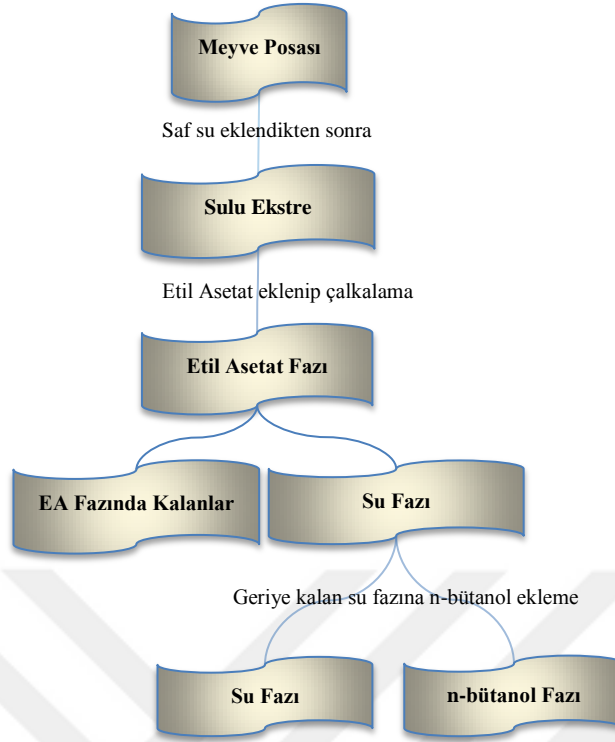 Meyve Posası
Saf su eklendikten sonra
Sulu Ekstre
Etil Asetat eklenip çalkalama
Etil Asetat Fazı
EA Fazında Kalanlar
Su Fazı
Geriye kalan su fazına n-bütanol ekleme
Su Fazı
n-bütanol Fazı